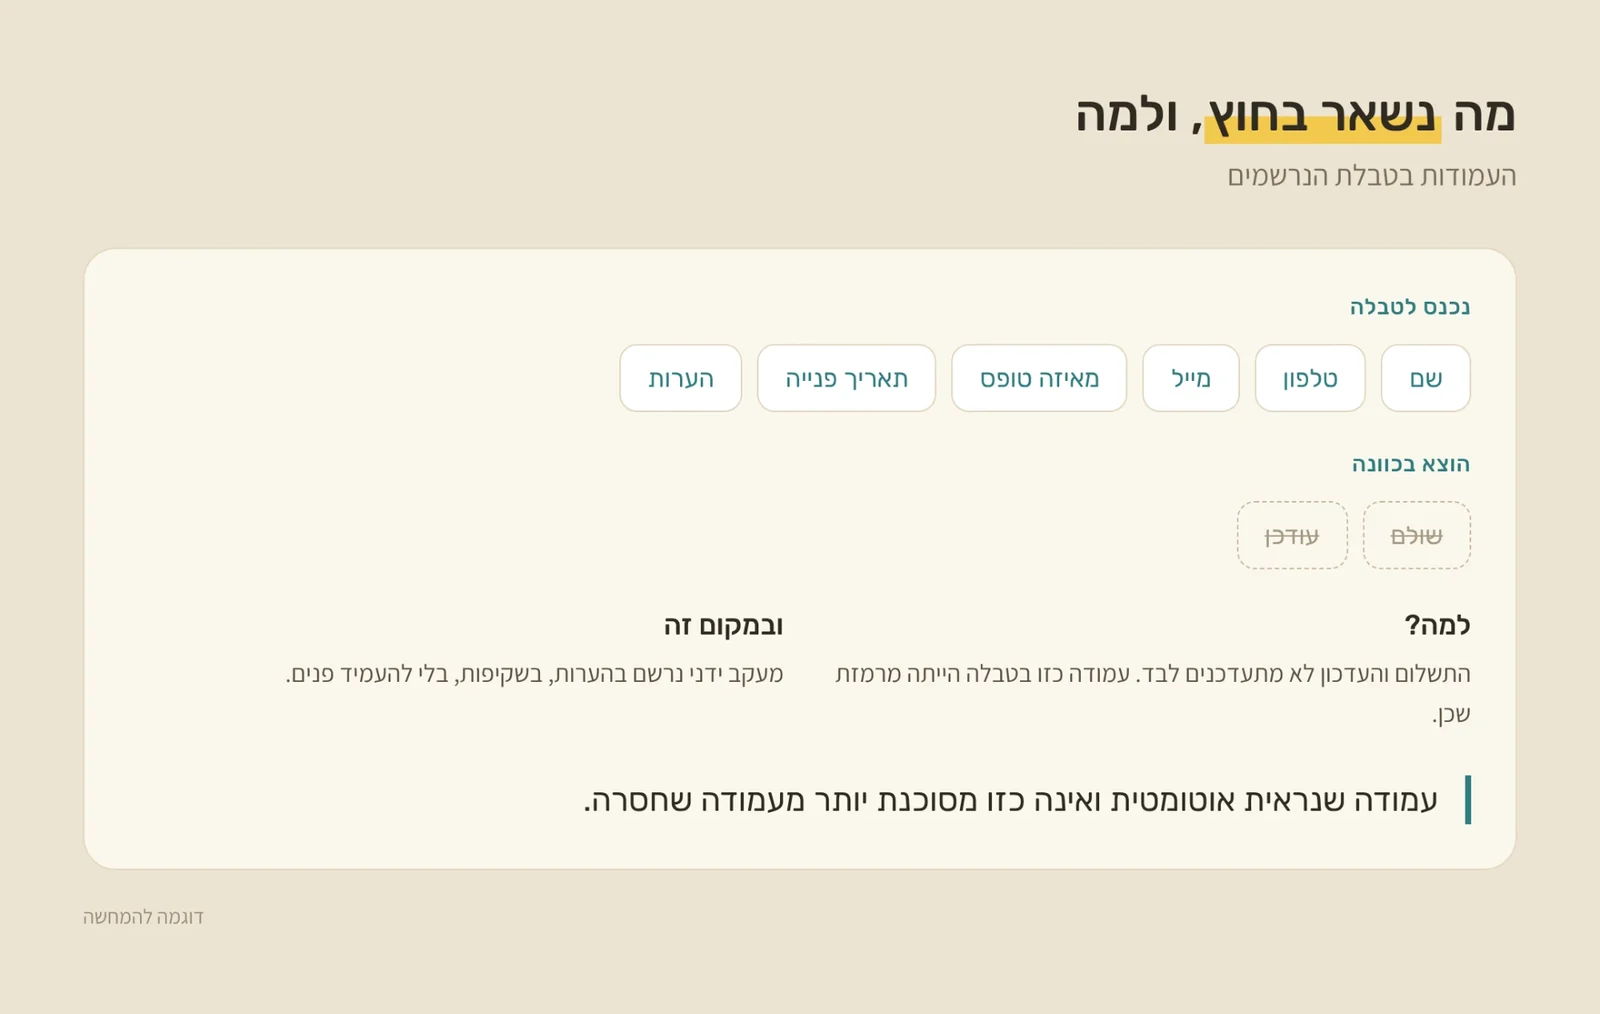 מה נשאר בחוץ, ולמה
העמודות בטבלת הנרשמים
נכנס לטבלה
שם
טלפון
מייל
מאיזה טופס
תאריך פנייה
הערות
הוצא בכוונה
שולם
עודכן
למה?
התשלום והעדכון לא מתעדכנים לבד. עמודה כזו בטבלה הייתה מרמזת
שכן.
ובמקום זה
מעקב ידני נרשם בהערות, בשקיפות, בלי להעמיד פנים.
עמודה שנראית אוטומטית ואינה כזו מסוכנת יותר מעמודה שחסרה.
דוגמה להמחשה